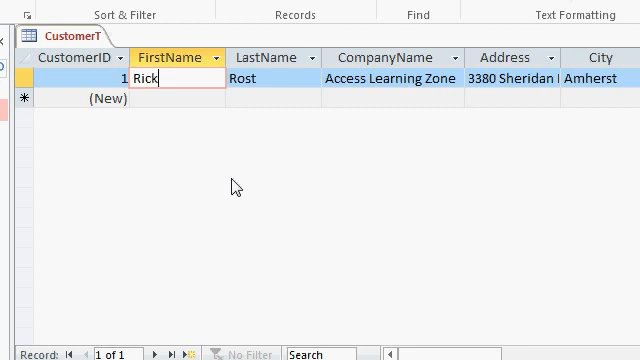 Sort & Filter Records Find Text Formatting
CustomerT
CustomerID FirstName LastName CompanyName Address City
1 Rick Rost Access Learning Zone 3380 Sheridan Amherst
(New)
Record: 1 of 1 No Filter Search